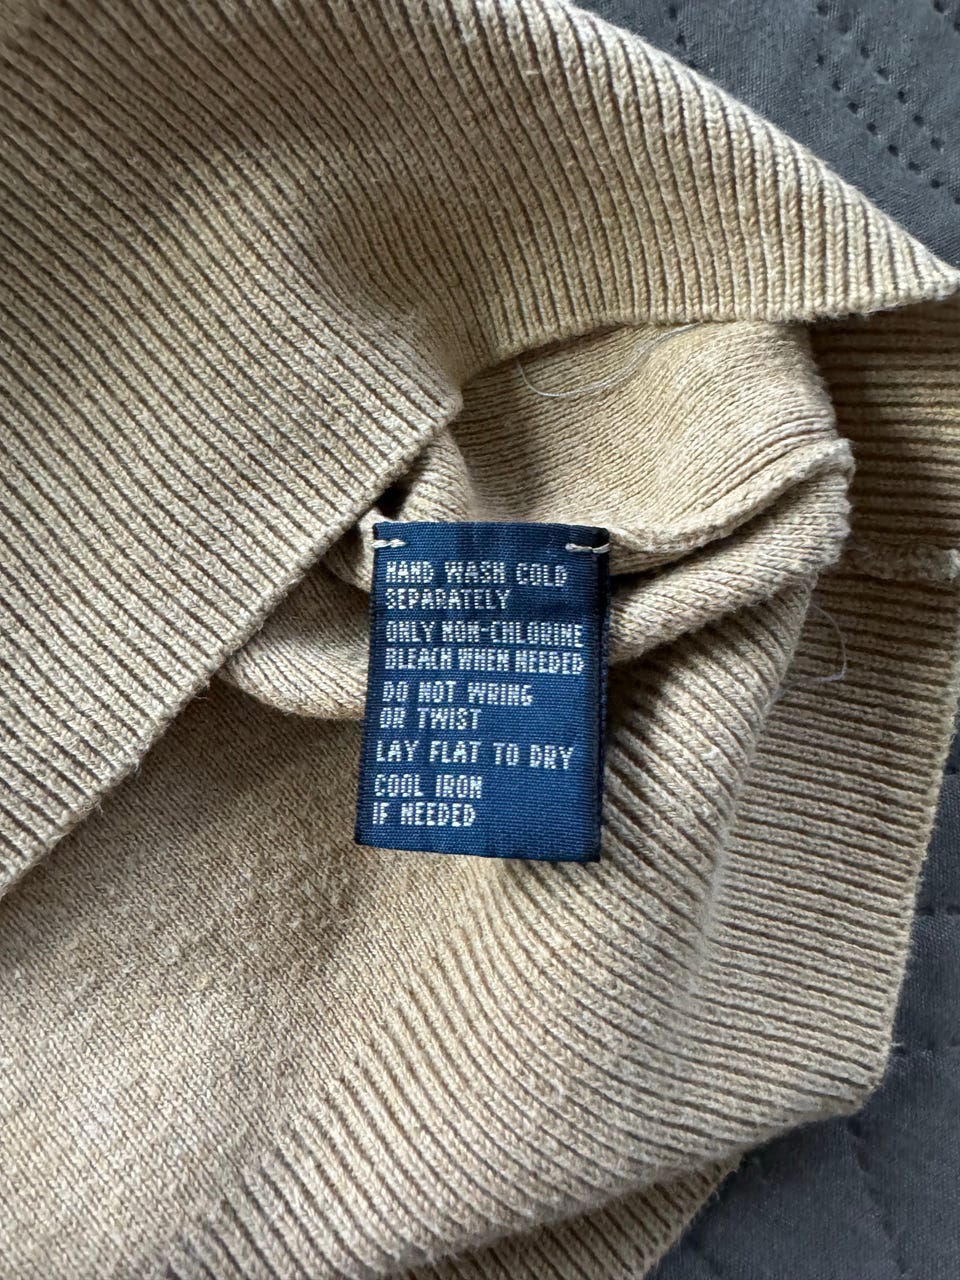 HAND WASH COLD
SEPARATELY
ONLY NON-CHLORINE
BLEACH WHEN NEEDED
DO NOT WRING
OR TWIST
LAY FLAT TO DRY
COOL IRON
IF NEEDED